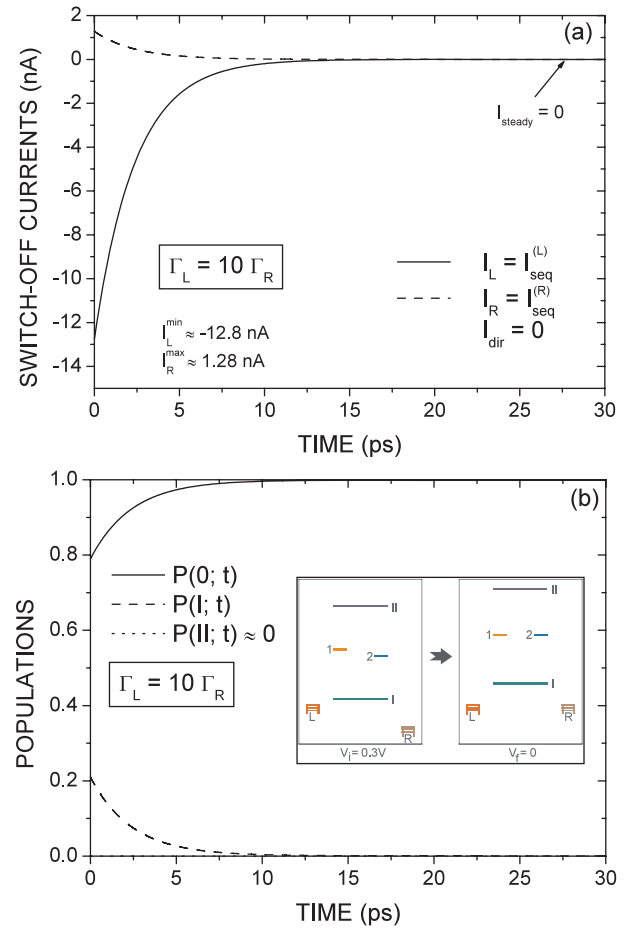 (a)
2
0
-2
-4
-6
-8
-10
-12
-14
SWITCH-OFF CURRENTS (nA)
I_steady = 0
Γ_L = 10 Γ_R
I_L^min ≈ -12.8 nA
I_R^max ≈ 1.28 nA
I_L = I_seq^(L)
I_R = I_seq^(R)
I_dir = 0
0 5 10 15 20 25 30
TIME (ps)
(b)
1.0
0.8
0.6
0.4
0.2
0.0
POPULATIONS
P(0; t)
P(I; t)
P(II; t) ≈ 0
Γ_L = 10 Γ_R
II
1
2
I
L
R
V_i = 0.3V
II
1
2
I
L
R
V_f = 0
0 5 10 15 20 25 30
TIME (ps)